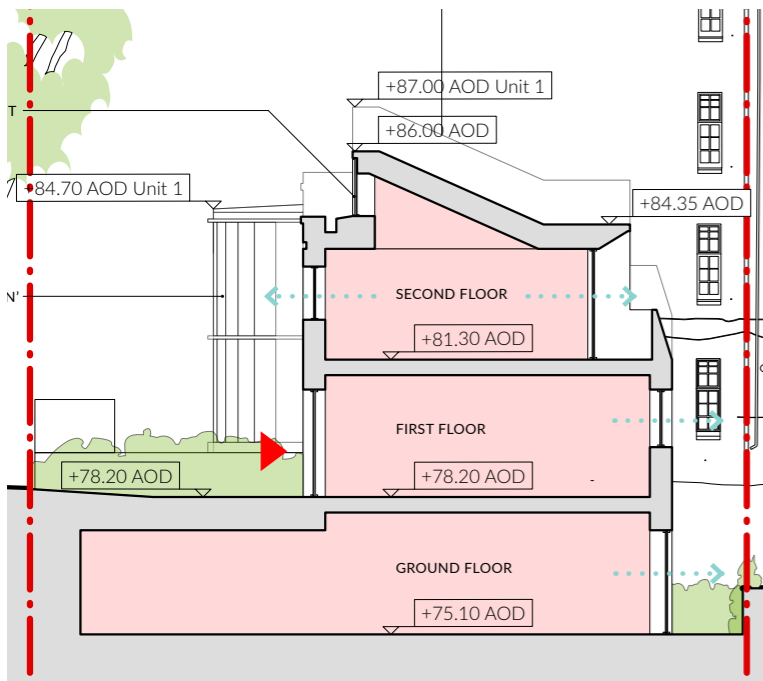 +87.00 AOD Unit 1
T
+86.00 AOD
+84.70 AOD Unit 1
+84.35 AOD
N'
SECOND FLOOR
+81.30 AOD
FIRST FLOOR
+78.20 AOD
+78.20 AOD
GROUND FLOOR
+75.10 AOD